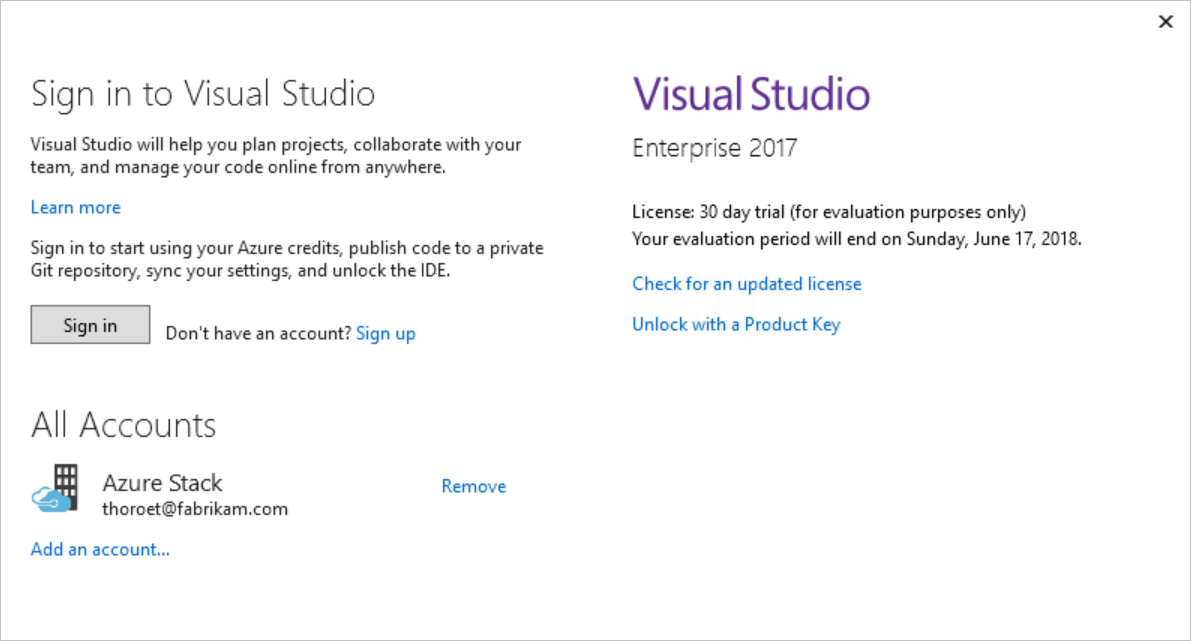 Sign in to Visual Studio
Visual Studio will help you plan projects, collaborate with your
team, and manage your code online from anywhere.
Learn more
Sign in to start using your Azure credits, publish code to a private
Git repository, sync your settings, and unlock the IDE.
Sign in
Don't have an account? Sign up
All Accounts
Azure Stack
thoroet@fabrikam.com
Remove
Add an account...
Visual Studio
Enterprise 2017
License: 30 day trial (for evaluation purposes only)
Your evaluation period will end on Sunday, June 17, 2018.
Check for an updated license
Unlock with a Product Key